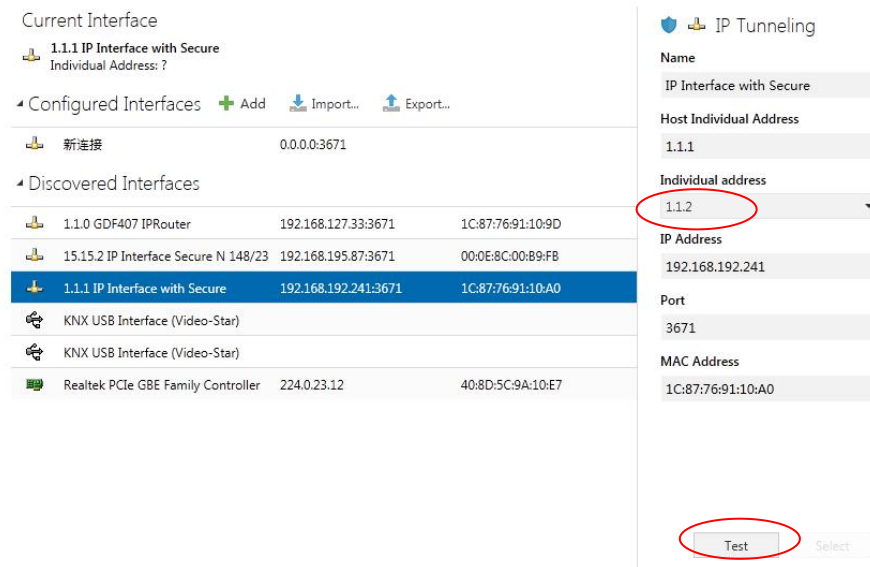 Current Interface
1.1.1 IP Interface with Secure
Individual Address: ?
Configured Interfaces Add Import... Export...
新连接 0.0.0.0:3671
Discovered Interfaces
1.1.0 GDF407 IPRouter 192.168.127.33:3671 1C:87:76:91:10:9D
15.15.2 IP Interface Secure N 148/23 192.168.195.87:3671 00:0E:8C:00:B9:FB
1.1.1 IP Interface with Secure 192.168.192.241:3671 1C:87:76:91:10:A0
KNX USB Interface (Video-Star)
KNX USB Interface (Video-Star)
Realtek PCIe GBE Family Controller 224.0.23.12 40:8D:5C:9A:10:E7
IP Tunneling
Name
IP Interface with Secure
Host Individual Address
1.1.1
Individual address
1.1.2
IP Address
192.168.192.241
Port
3671
MAC Address
1C:87:76:91:10:A0
Test Select